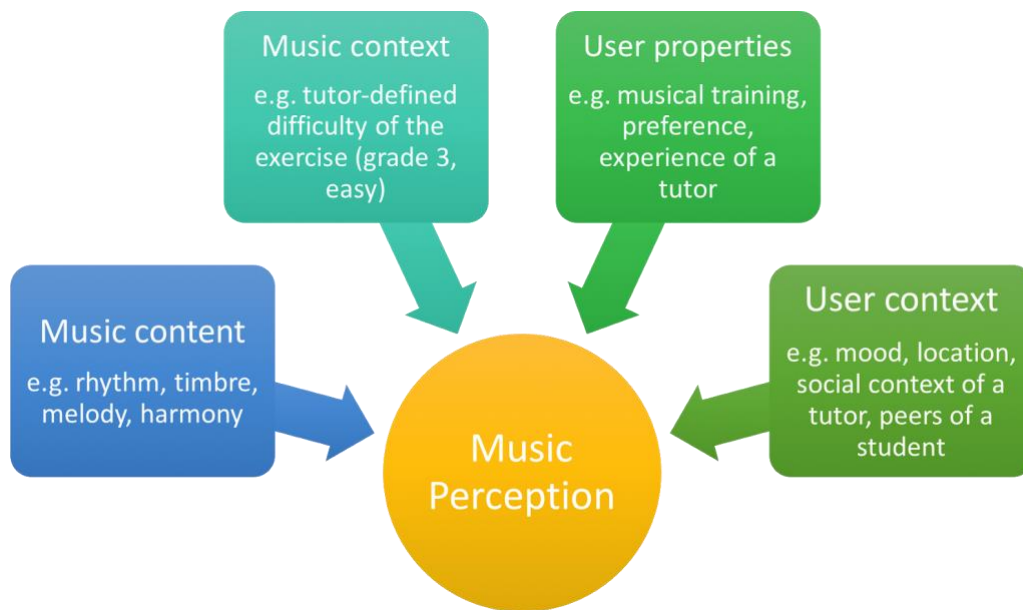 Music context
e.g. tutor-defined
difficulty of the
exercise (grade 3,
easy)
User properties
e.g. musical training,
preference,
experience of a
tutor
Music content
e.g. rhythm, timbre,
melody, harmony
User context
e.g. mood, location,
social context of a
tutor, peers of a
student
Music
Perception